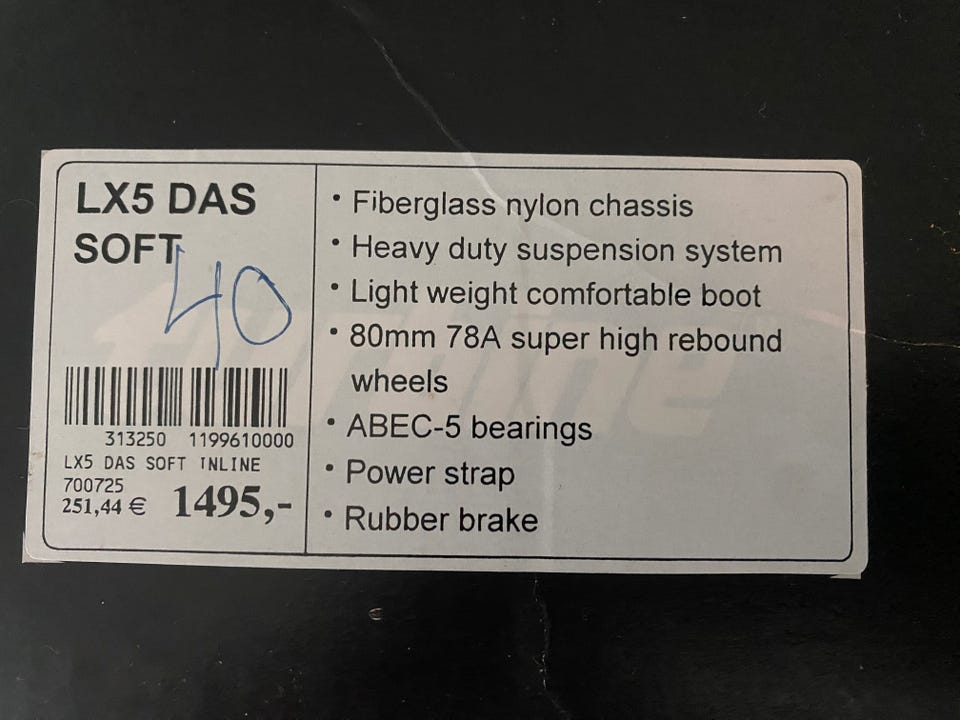 LX5 DAS
SOFT
40
313250 1199610000
LX5 DAS SOFT INLINE
700725
251,44 € 1495,-
• Fiberglass nylon chassis
• Heavy duty suspension system
• Light weight comfortable boot
• 80mm 78A super high rebound
wheels
• ABEC-5 bearings
• Power strap
• Rubber brake